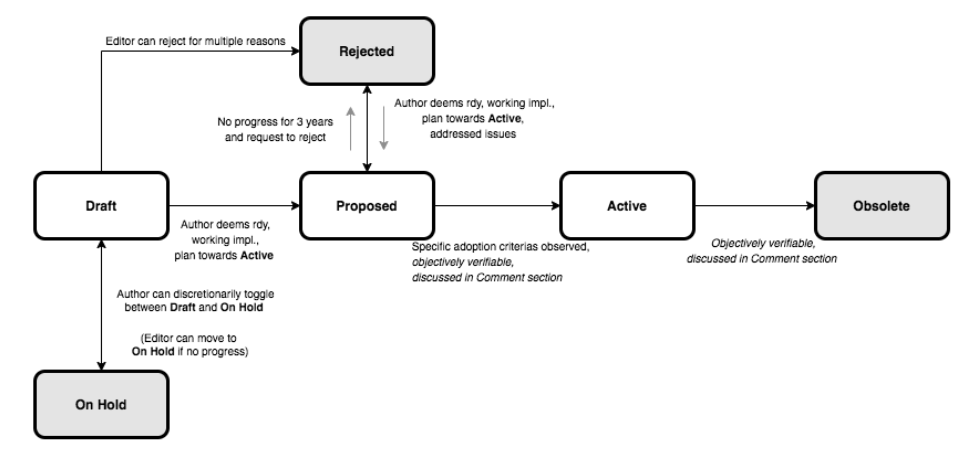 Editor can reject for multiple reasons
Rejected
No progress for 3 years
and request to reject
Author deems rdy, working impl.,
plan towards Active,
addressed issues
Draft
Proposed
Active
Obsolete
Author deems rdy,
working impl.,
plan towards Active
Specific adoption criterias observed,
objectively verifiable,
discussed in Comment section
Objectively verifiable,
discussed in Comment section
Author can discretionarily toggle
between Draft and On Hold
(Editor can move to
On Hold if no progress)
On Hold